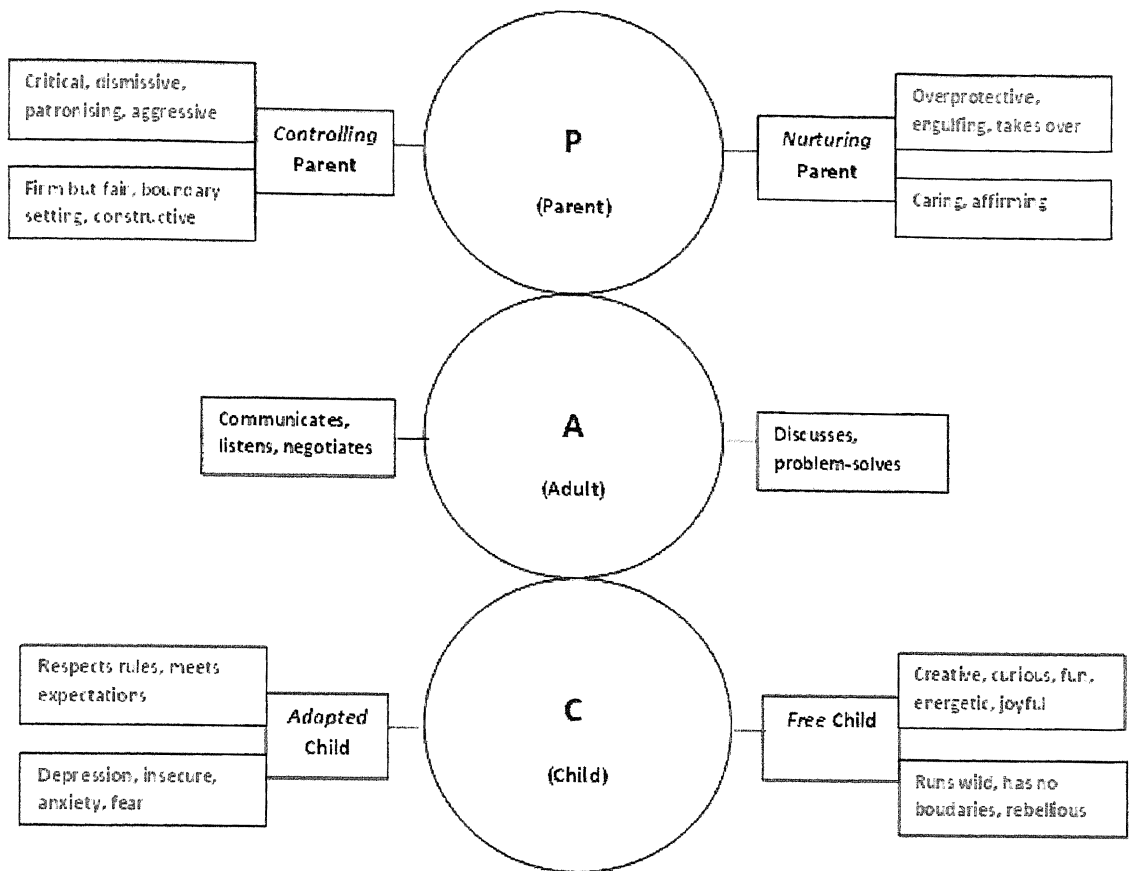 Critical, dismissive,
patronising, aggressive
Firm but fair, boundary
setting, constructive
Controlling
Parent
P
(Parent)
Nurturing
Parent
Overprotective,
engulfing, takes over
Caring, affirming
Communicates,
listens, negotiates
A
(Adult)
Discusses,
problem-solves
Respects rules, meets
expectations
Depression, insecure,
anxiety, fear
Adapted
Child
C
(Child)
Free Child
Creative, curious, fun,
energetic, joyful
Runs wild, has no
boudaries, rebellious